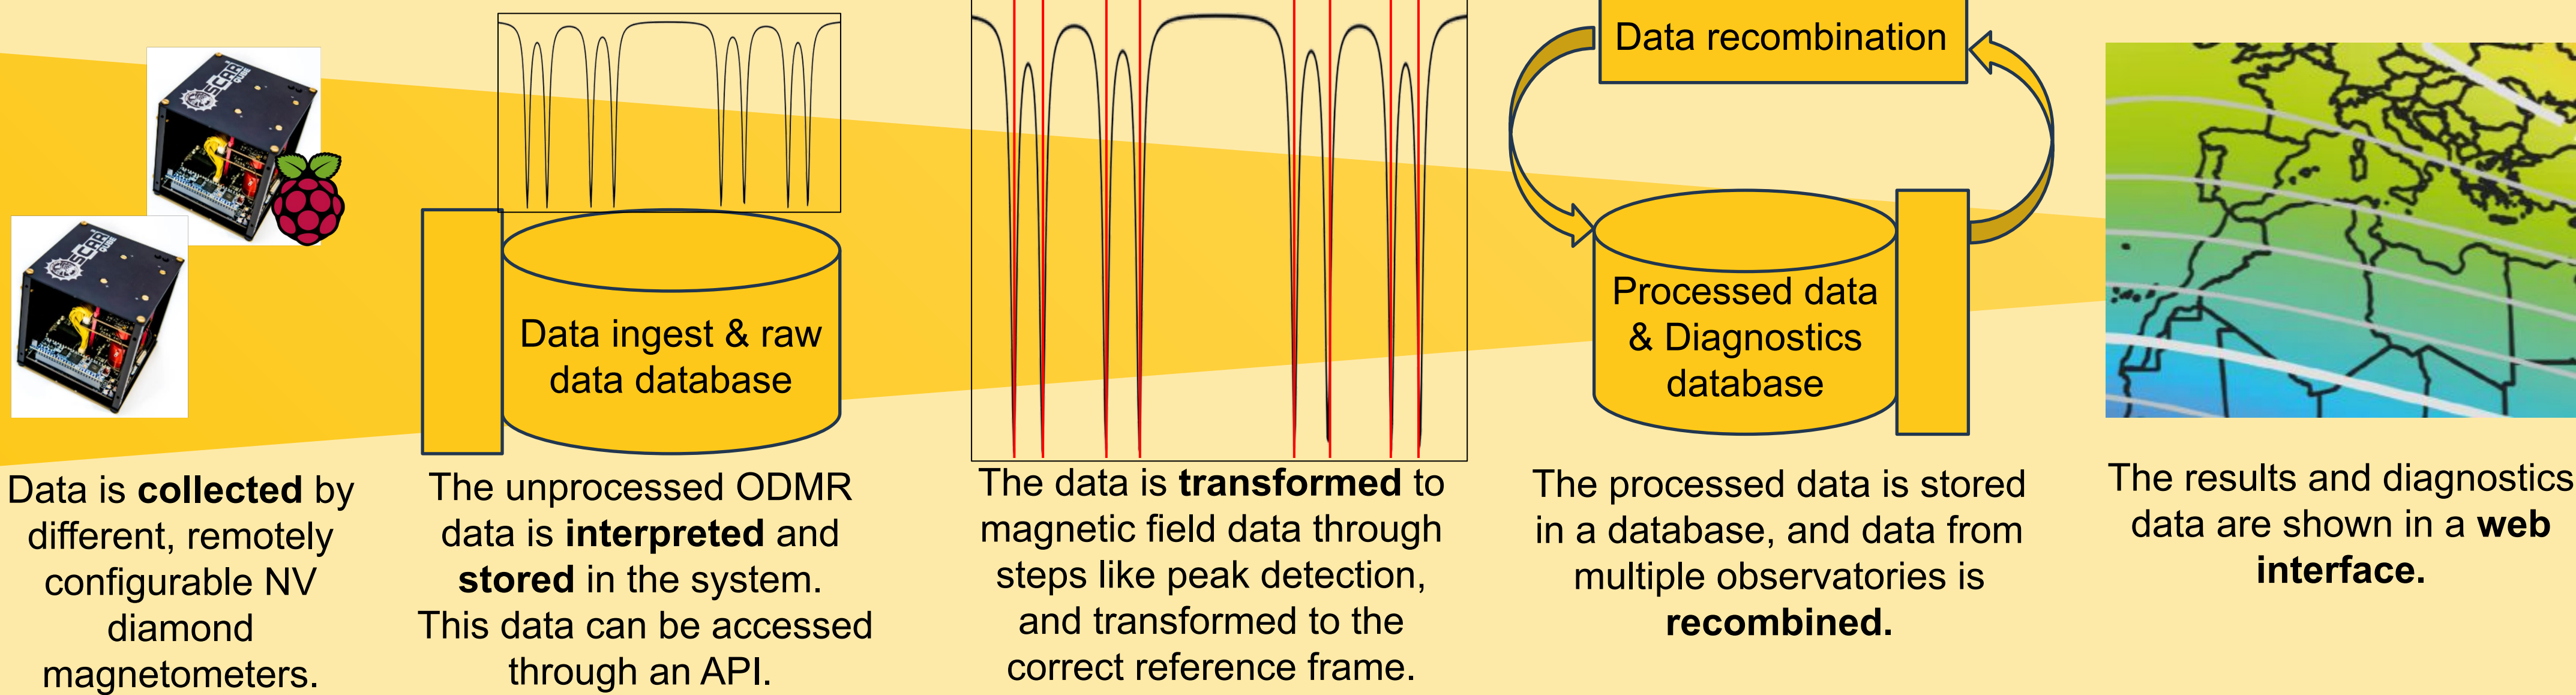 SCAR
QUBE
SCAR
QUBE
Data is collected by
different, remotely
configurable NV
diamond
magnetometers.
Data ingest & raw
data database
The unprocessed ODMR
data is interpreted and
stored in the system.
This data can be accessed
through an API.
The data is transformed to
magnetic field data through
steps like peak detection,
and transformed to the
correct reference frame.
Data recombination
Processed data
& Diagnostics
database
The processed data is stored
in a database, and data from
multiple observatories is
recombined.
The results and diagnostics
data are shown in a web
interface.